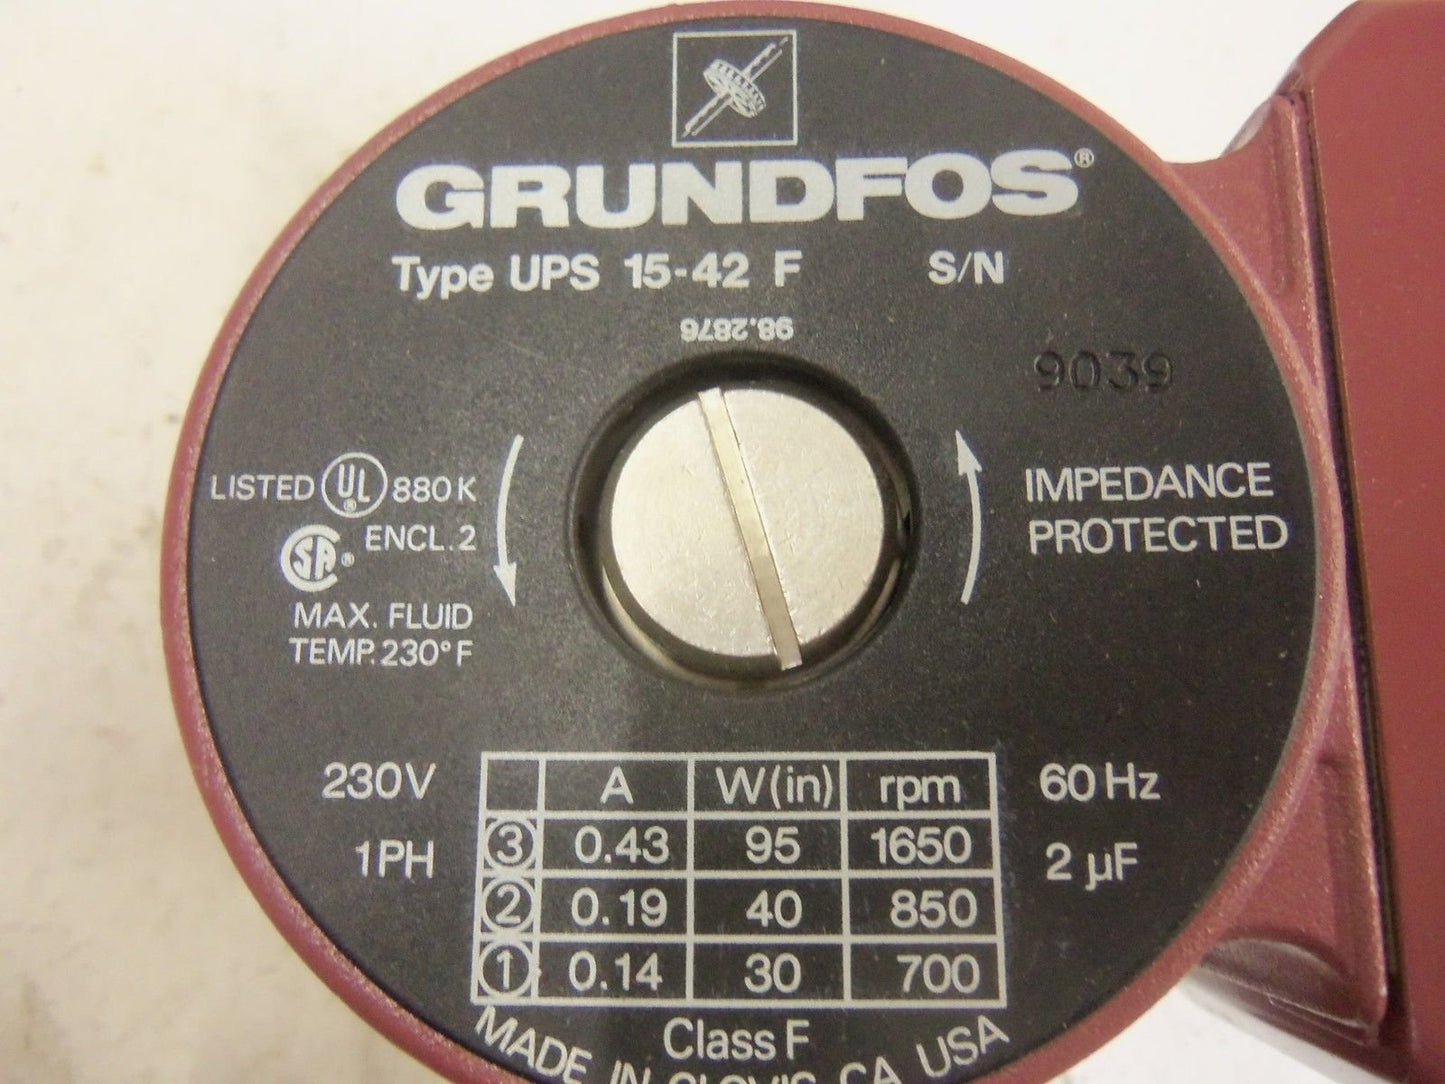 GRUNDFOS®
Type UPS 15-42 F S/N
98.2876
9039
LISTED UL® 880K
ENCL.2
SA®
MAX. FLUID
TEMP. 230°F
IMPEDANCE
PROTECTED
230V
1PH
A W(in) rpm
3 0.43 95 1650
2 0.19 40 850
1 0.14 30 700
60 Hz
2 µF
Class F
MADE IN CLOVIS CA USA